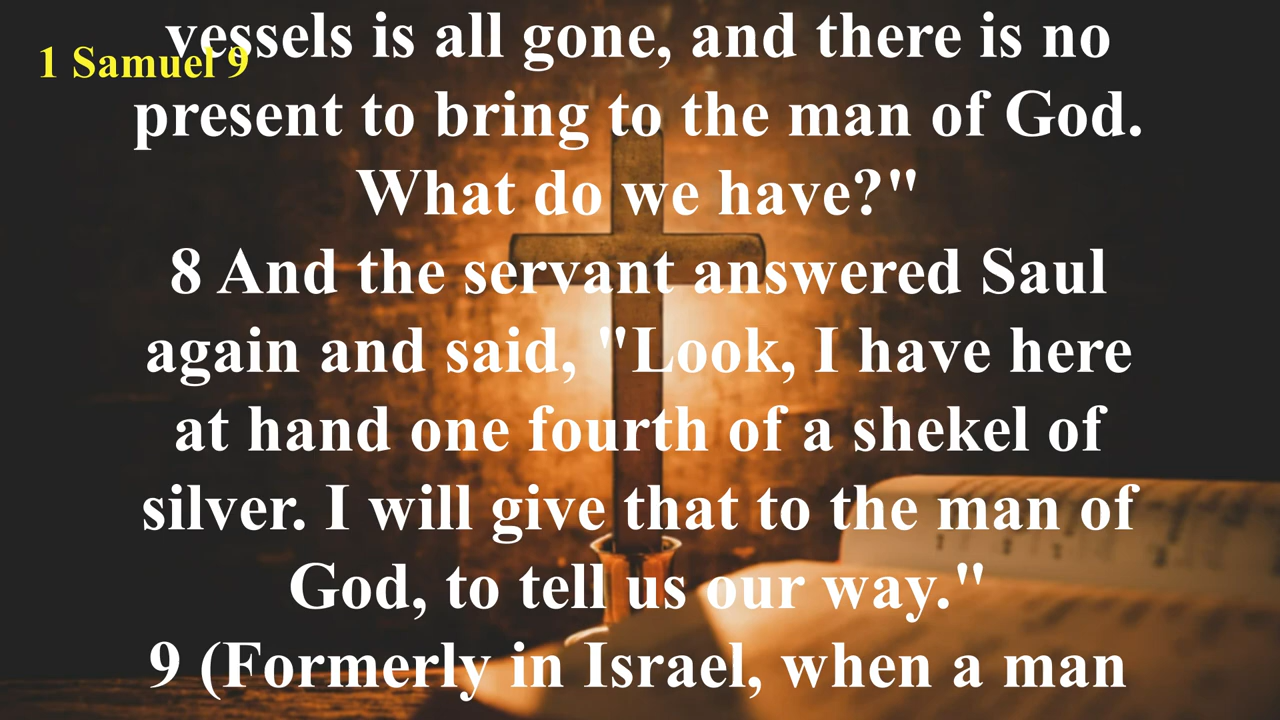 1 Samuel 9
vessels is all gone, and there is no
present to bring to the man of God.
What do we have?"
8 And the servant answered Saul
again and said, "Look, I have here
at hand one fourth of a shekel of
silver. I will give that to the man of
God, to tell us our way."
9 (Formerly in Israel, when a man